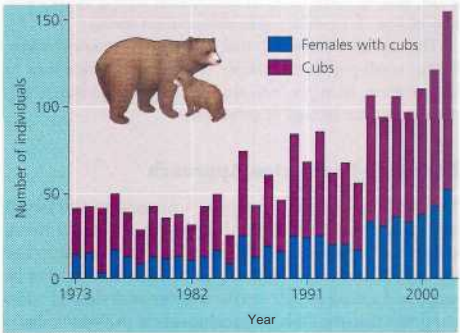 150
100
50
0
Number of individuals
Females with cubs
Cubs
1973
1982
1991
2000
Year